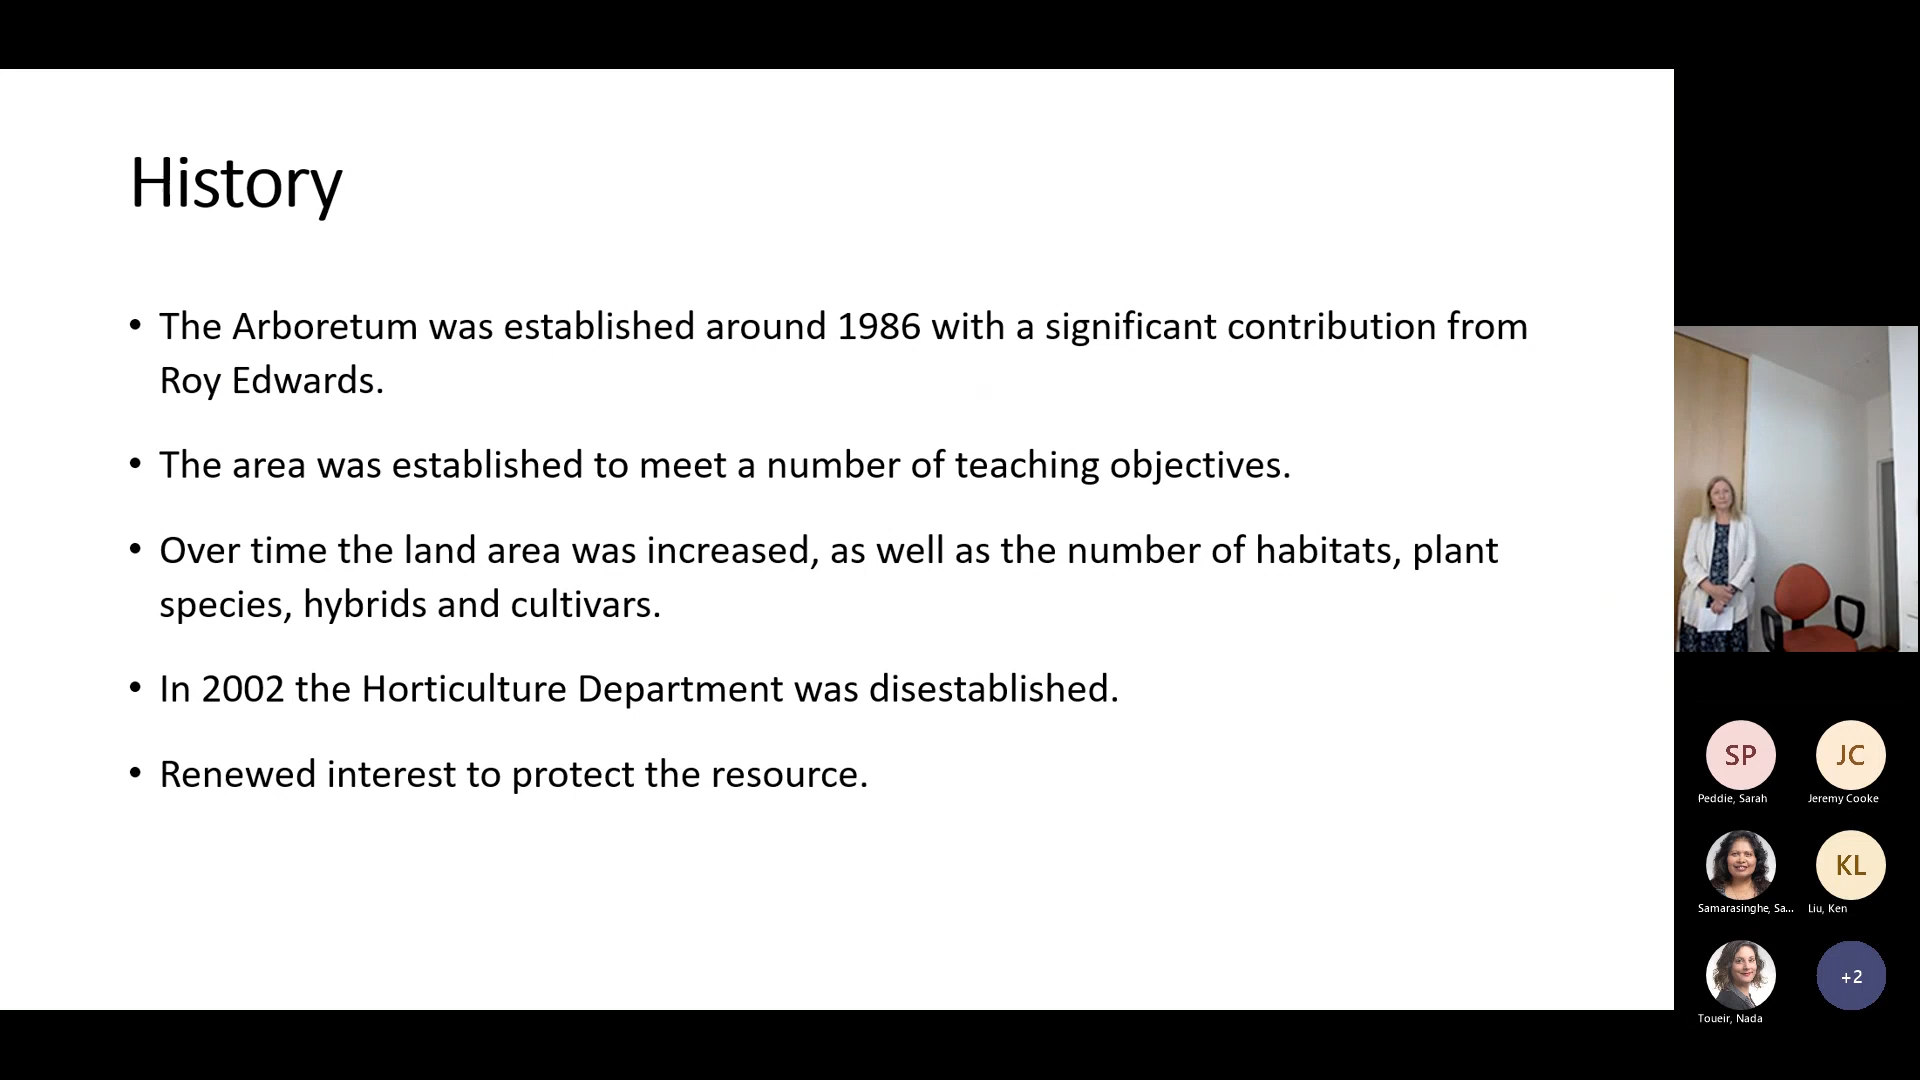 History
• The Arboretum was established around 1986 with a significant contribution from
Roy Edwards.
• The area was established to meet a number of teaching objectives.
• Over time the land area was increased, as well as the number of habitats, plant
species, hybrids and cultivars.
• In 2002 the Horticulture Department was disestablished.
• Renewed interest to protect the resource.
SP
JC
Peddie, Sarah
Jeremy Cooke
KL
Samarasinghe, Sa...
Liu, Ken
+2
Toueir, Nada